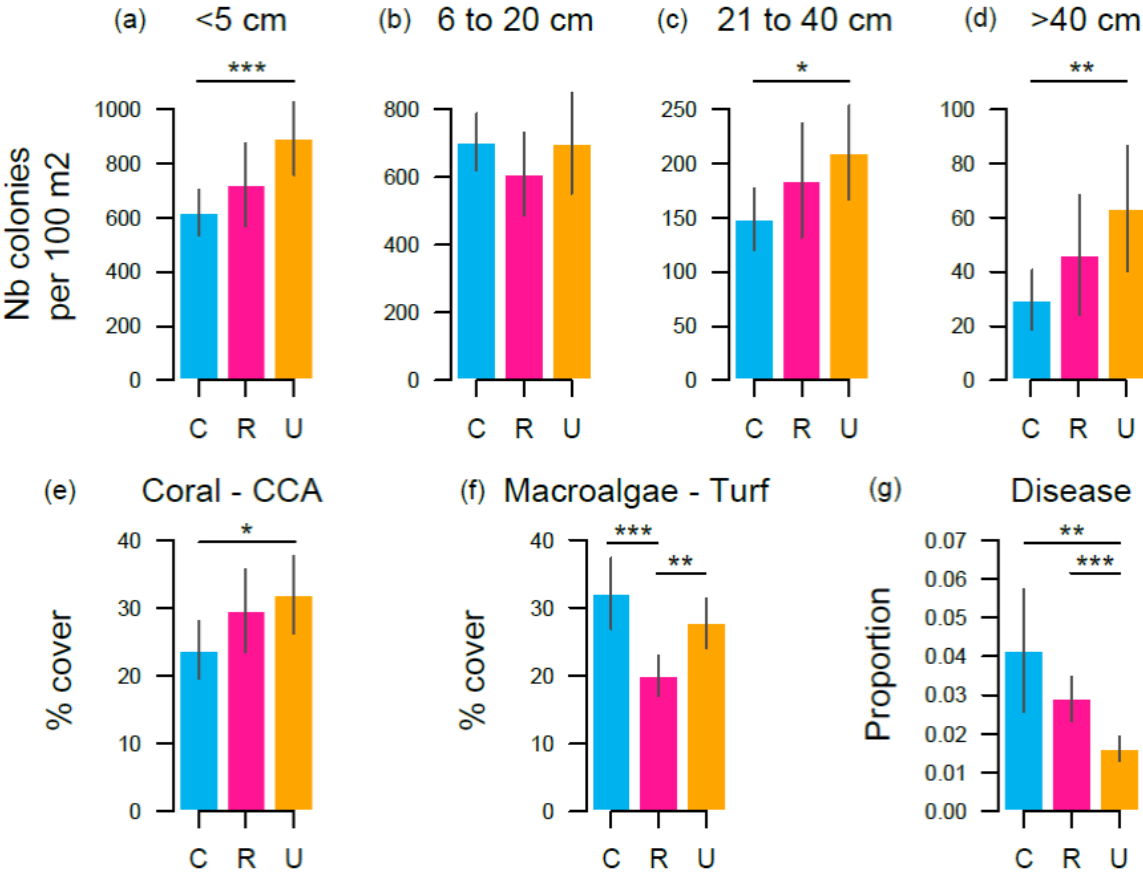 (a) <5 cm
(b) 6 to 20 cm
(c) 21 to 40 cm
(d) >40 cm
Nb colonies
per 100 m2
***
1000
800
600
400
200
0
C R U
800
600
400
200
0
C R U
*
250
200
150
100
50
0
C R U
**
100
80
60
40
20
0
C R U
(e) Coral - CCA
% cover
*
40
30
20
10
0
C R U
(f) Macroalgae - Turf
% cover
***
**
40
30
20
10
0
C R U
(g) Disease
Proportion
**
***
0.07
0.06
0.05
0.04
0.03
0.02
0.01
0.00
C R U